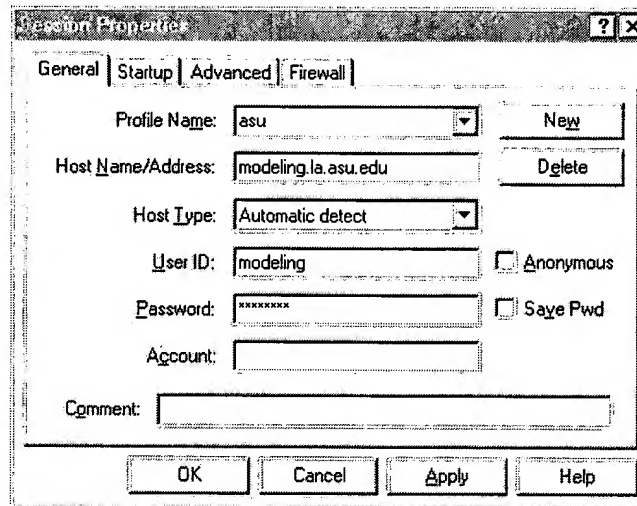 Session Properties ? ×
General Startup Advanced Firewall
Profile Name: asu New
Host Name/Address: modeling.la.asu.edu Delete
Host Type: Automatic detect
User ID: modeling Anonymous
Password: ******** Save Pwd
Account:
Comment:
OK Cancel Apply Help